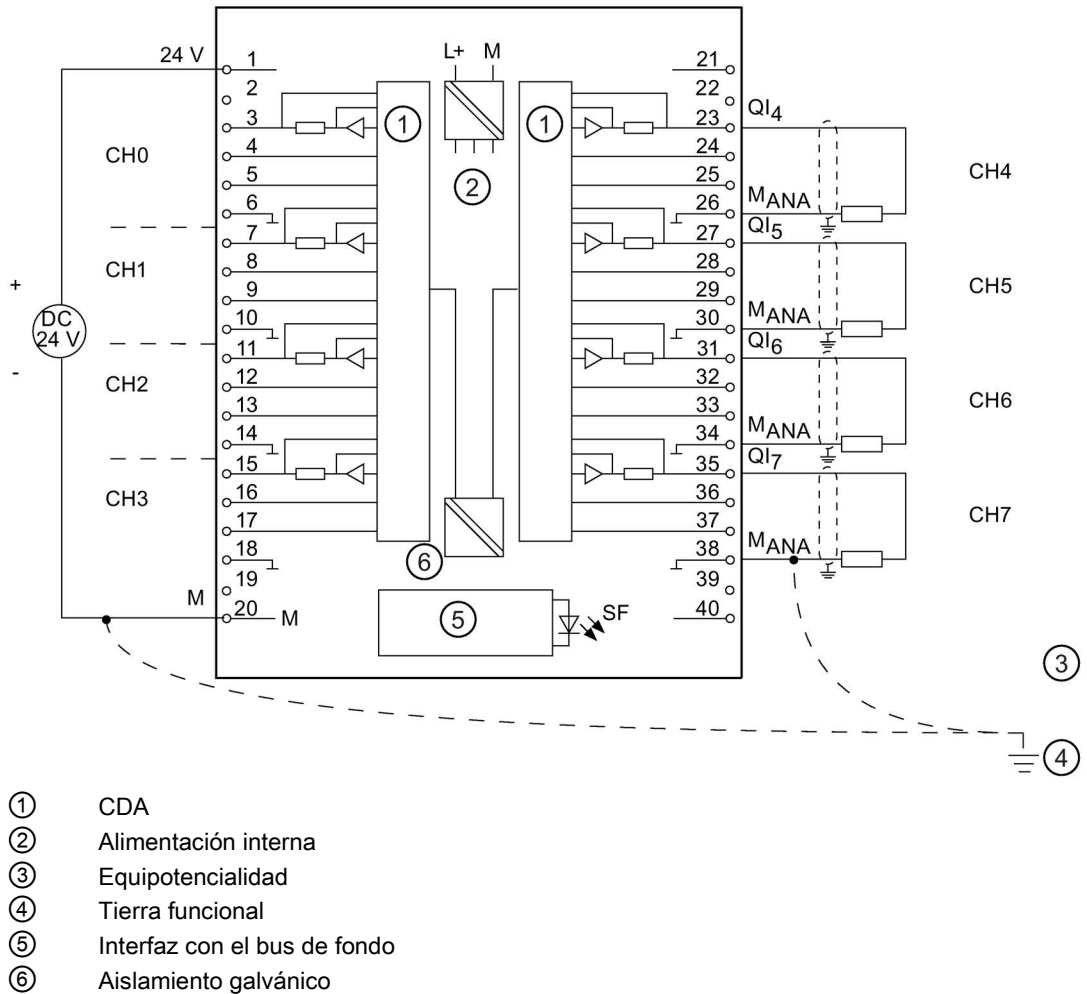 24 V 1 L+ M 21
2 22
3 1 1 23 QI4
CH0 4 24 CH4
5 2 25
6 26 MANA
7 27 QI5
CH1 8 28 CH5
+ 9 29
10 30 MANA
DC 24 V 11 31 QI6
- CH2 12 32 CH6
13 33
14 34 MANA
15 35 QI7
CH3 16 36 CH7
17 37
18 6 38 MANA
19 39
M 20 M 5 SF 40
3
4
① CDA
② Alimentación interna
③ Equipotencialidad
④ Tierra funcional
⑤ Interfaz con el bus de fondo
⑥ Aislamiento galvánico